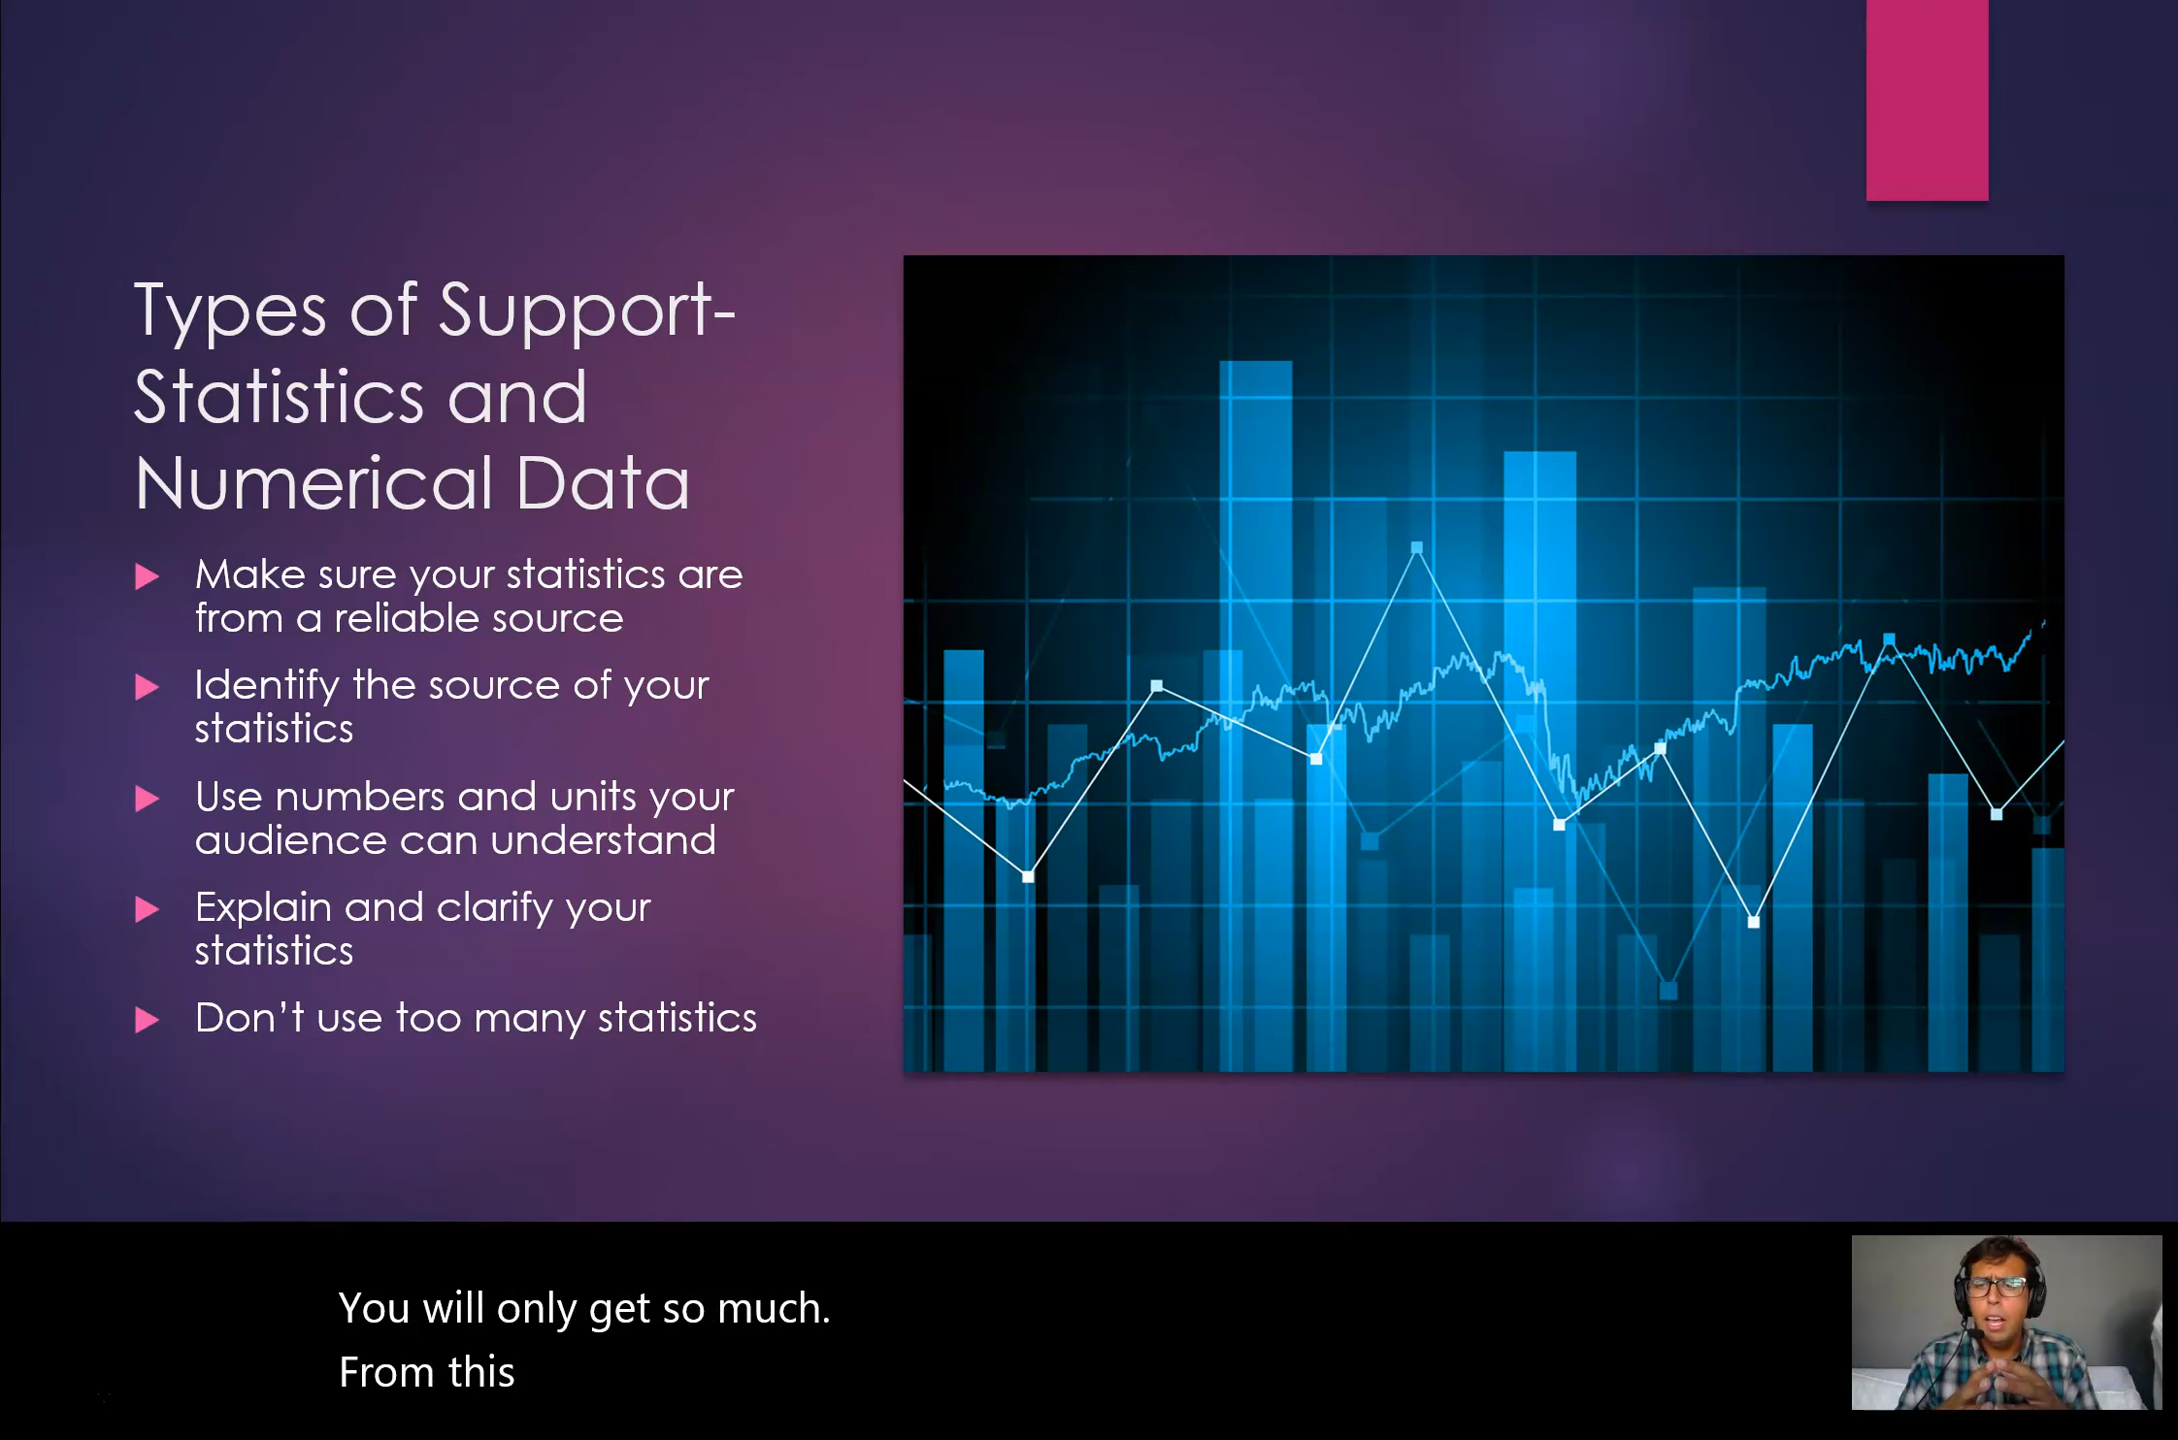 Types of Support-
Statistics and
Numerical Data
Make sure your statistics are
from a reliable source
Identify the source of your
statistics
Use numbers and units your
audience can understand
Explain and clarify your
statistics
Don’t use too many statistics
You will only get so much.
From this